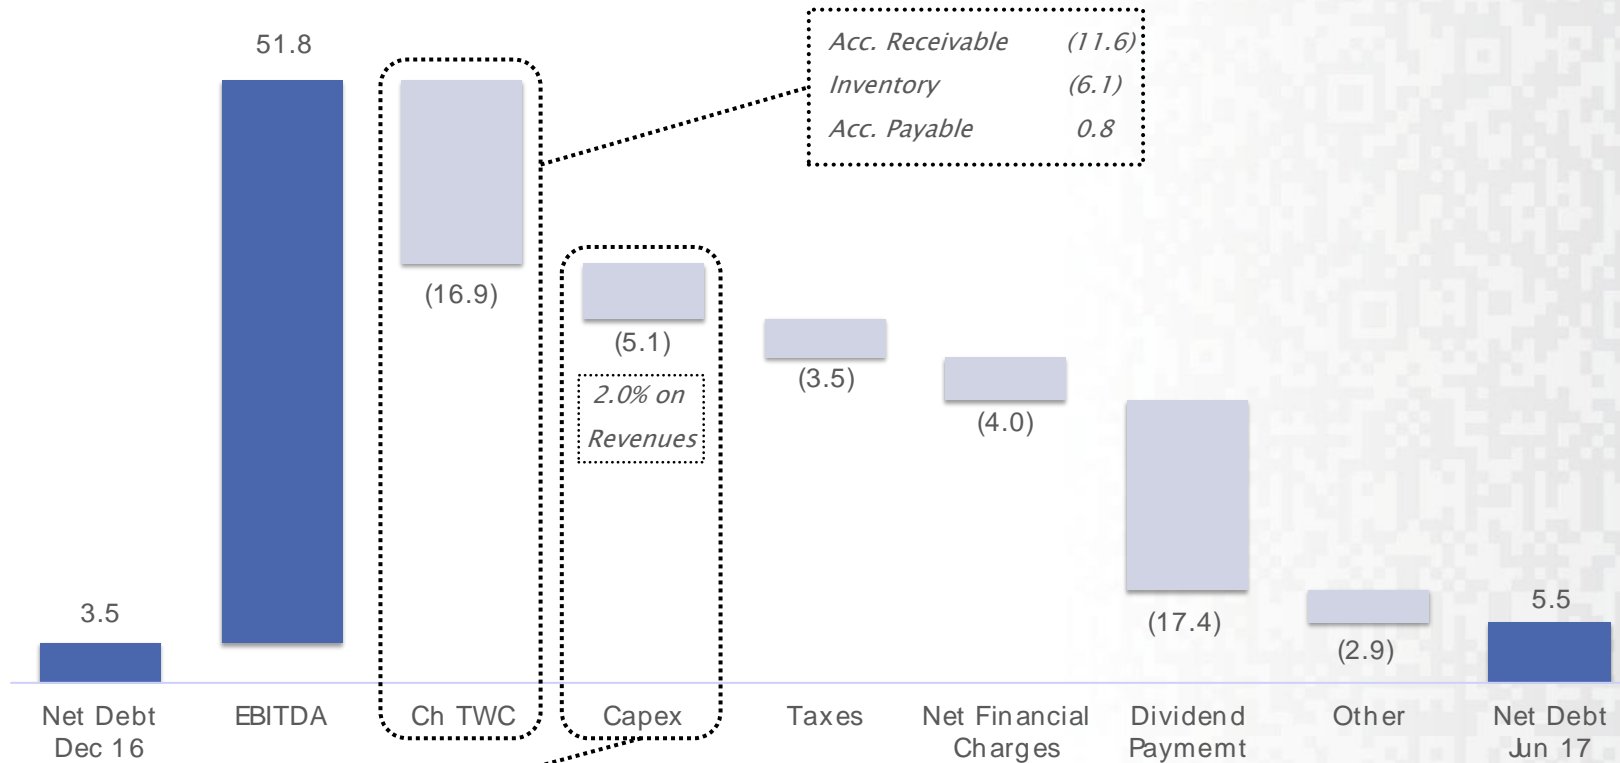 51.8
Acc. Receivable (11.6)
Inventory (6.1)
Acc. Payable 0.8
(16.9)
(5.1)
2.0% on
Revenues
(3.5)
(4.0)
(17.4)
(2.9)
3.5
5.5
Net Debt
Dec 16
EBITDA
Ch TWC
Capex
Taxes
Net Financial
Charges
Dividend
Paymemt
Other
Net Debt
Jun 17